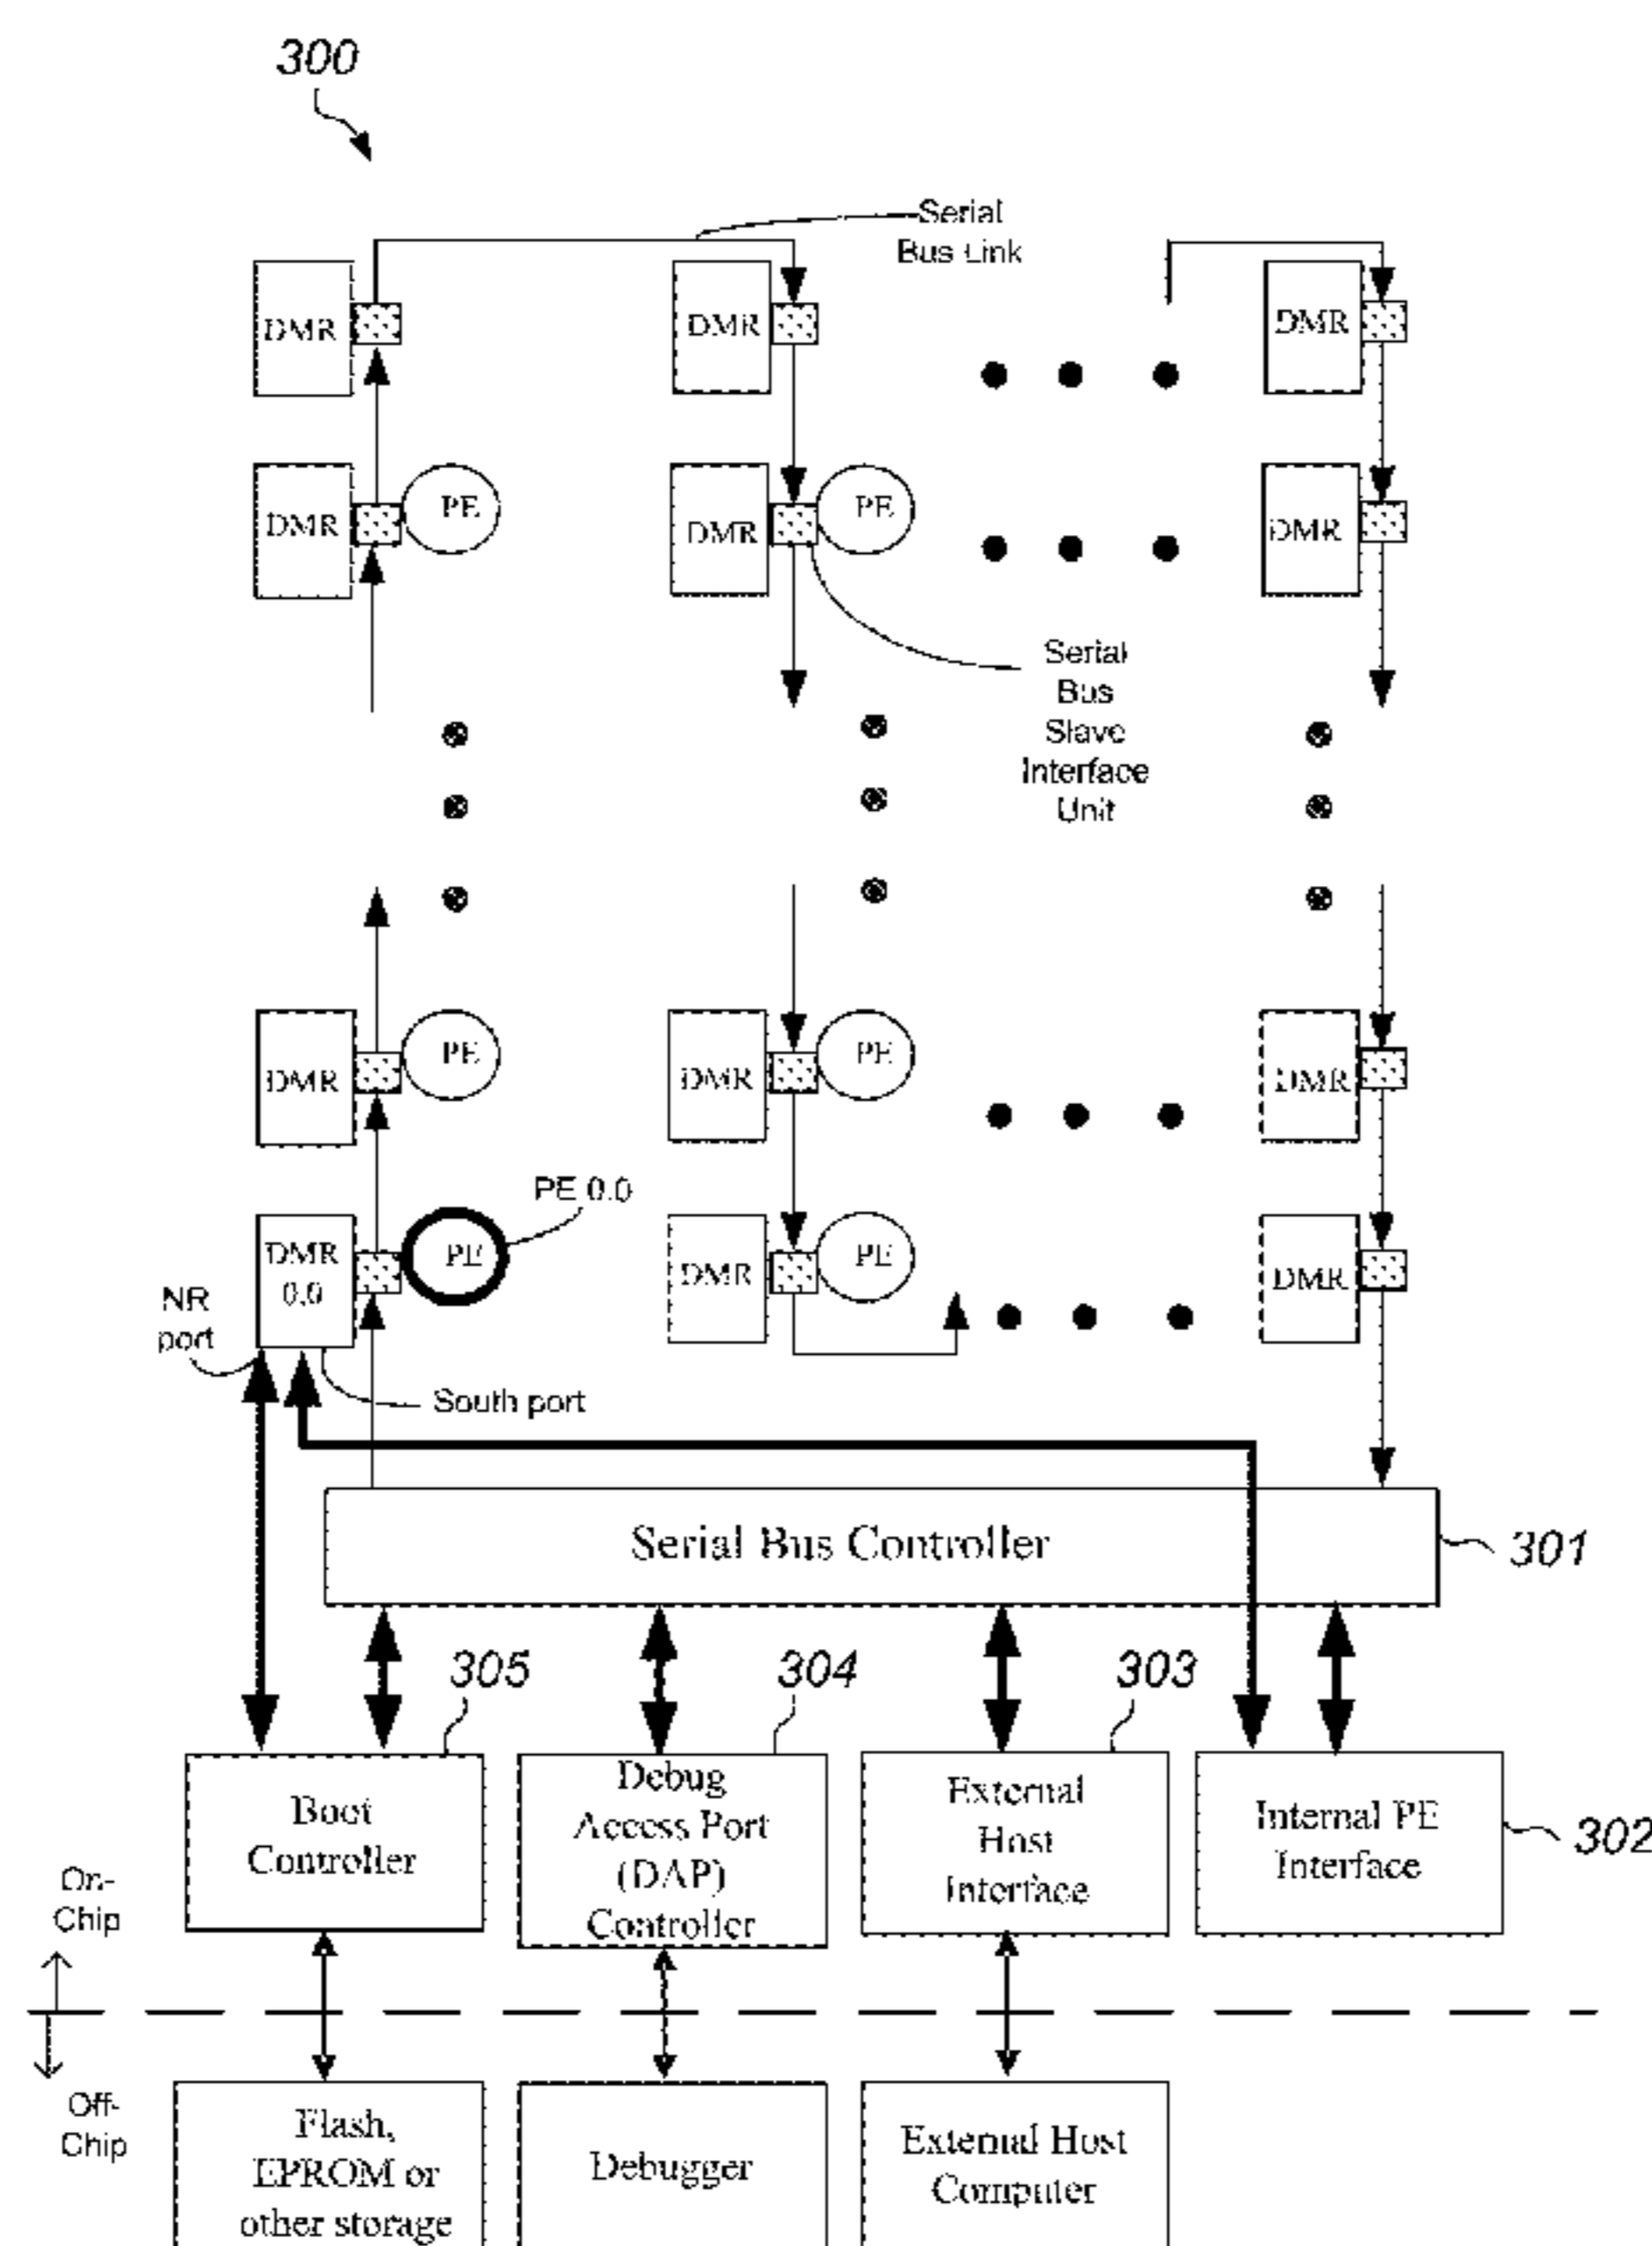 300
Serial
Bus Link
DMR
DMR
DMR
DMR
PE
DMR
PE
DMR
Serial
Bus
Slave
Interface
Unit
DMR
PE
DMR
PE
DMR
PE 0.0
DMR
0.0
PE
DMR
PE
DMR
NR
port
South port
Serial Bus Controller
301
305
304
303
Boot
Controller
Debug
Access Port
(DAP)
Controller
External
Host
Interface
Internal PE
Interface
302
On-
Chip
Off-
Chip
Flash,
EPROM or
other storage
Debugger
External Host
Computer